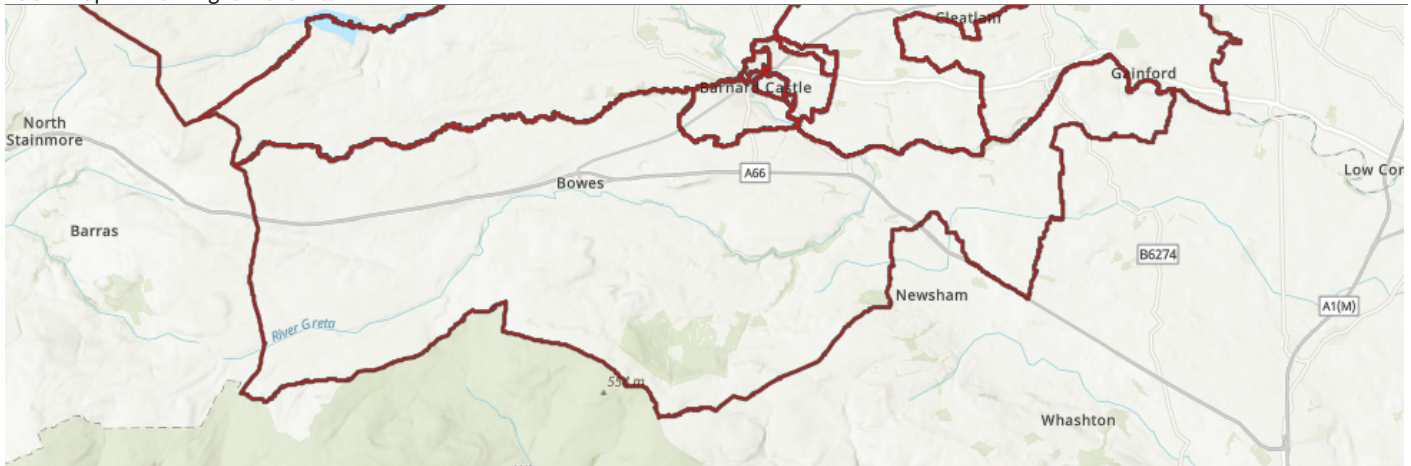 Cleatlam
Gainford
Barnard Castle
North
Stainmore
A66
Bowes
Low Con
Barras
B6274
Newsham
A1(M)
River Greta
Whashton